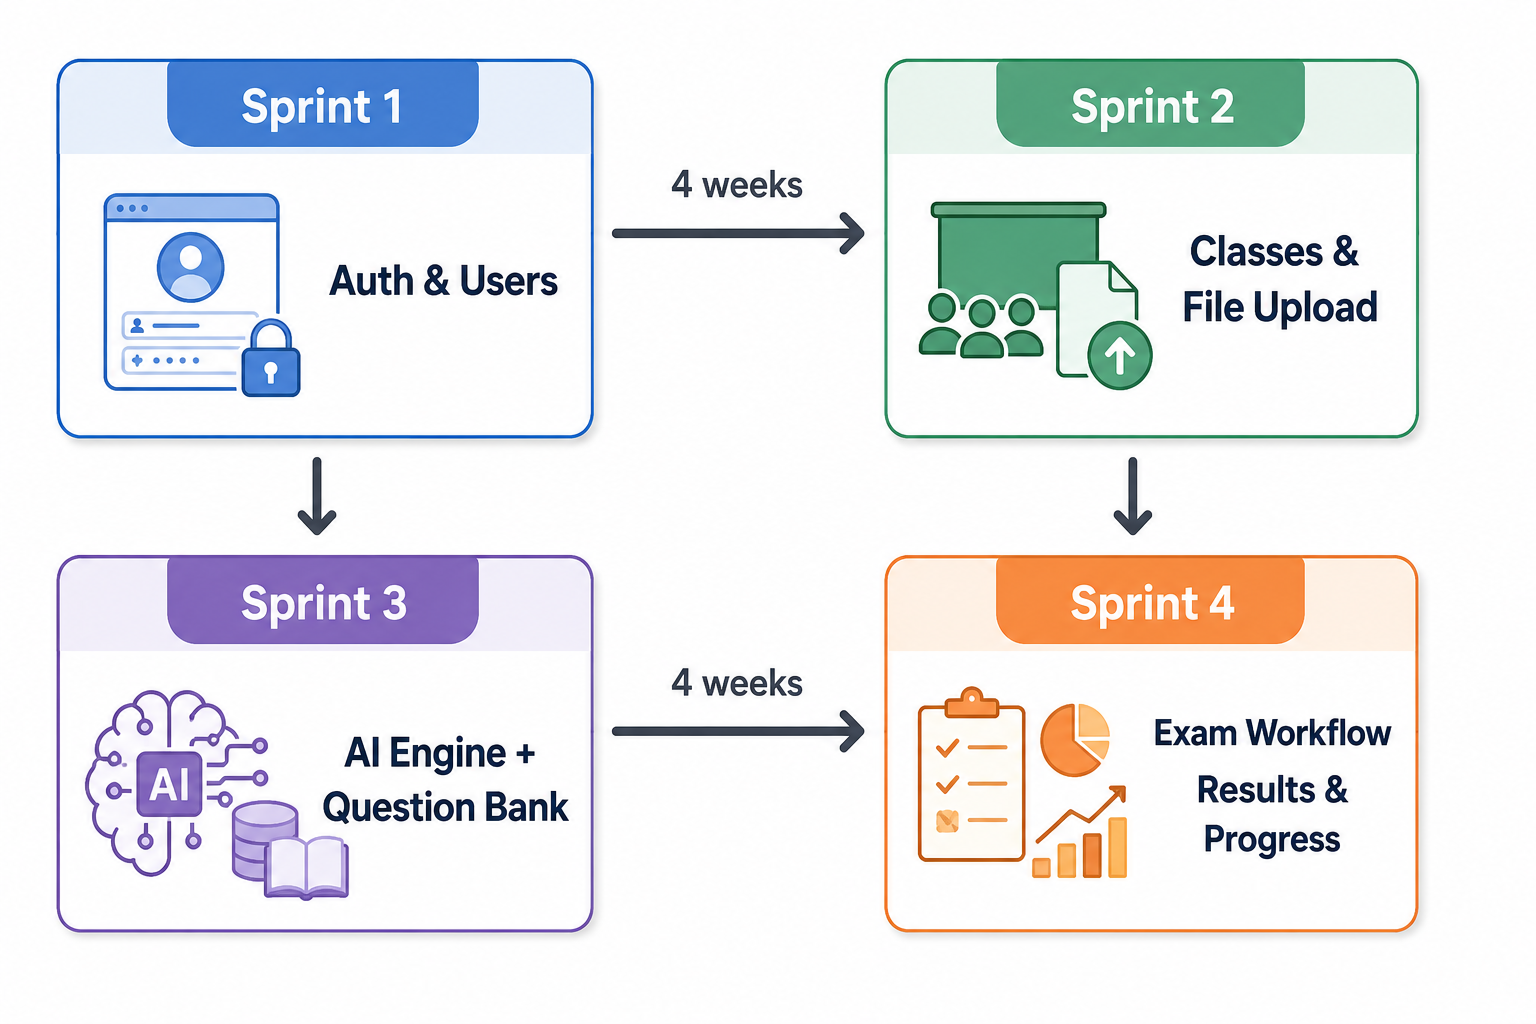 Sprint 1
Auth & Users
4 weeks
Sprint 2
Classes &
File Upload
Sprint 3
AI
AI Engine +
Question Bank
4 weeks
Sprint 4
Exam Workflow
Results &
Progress